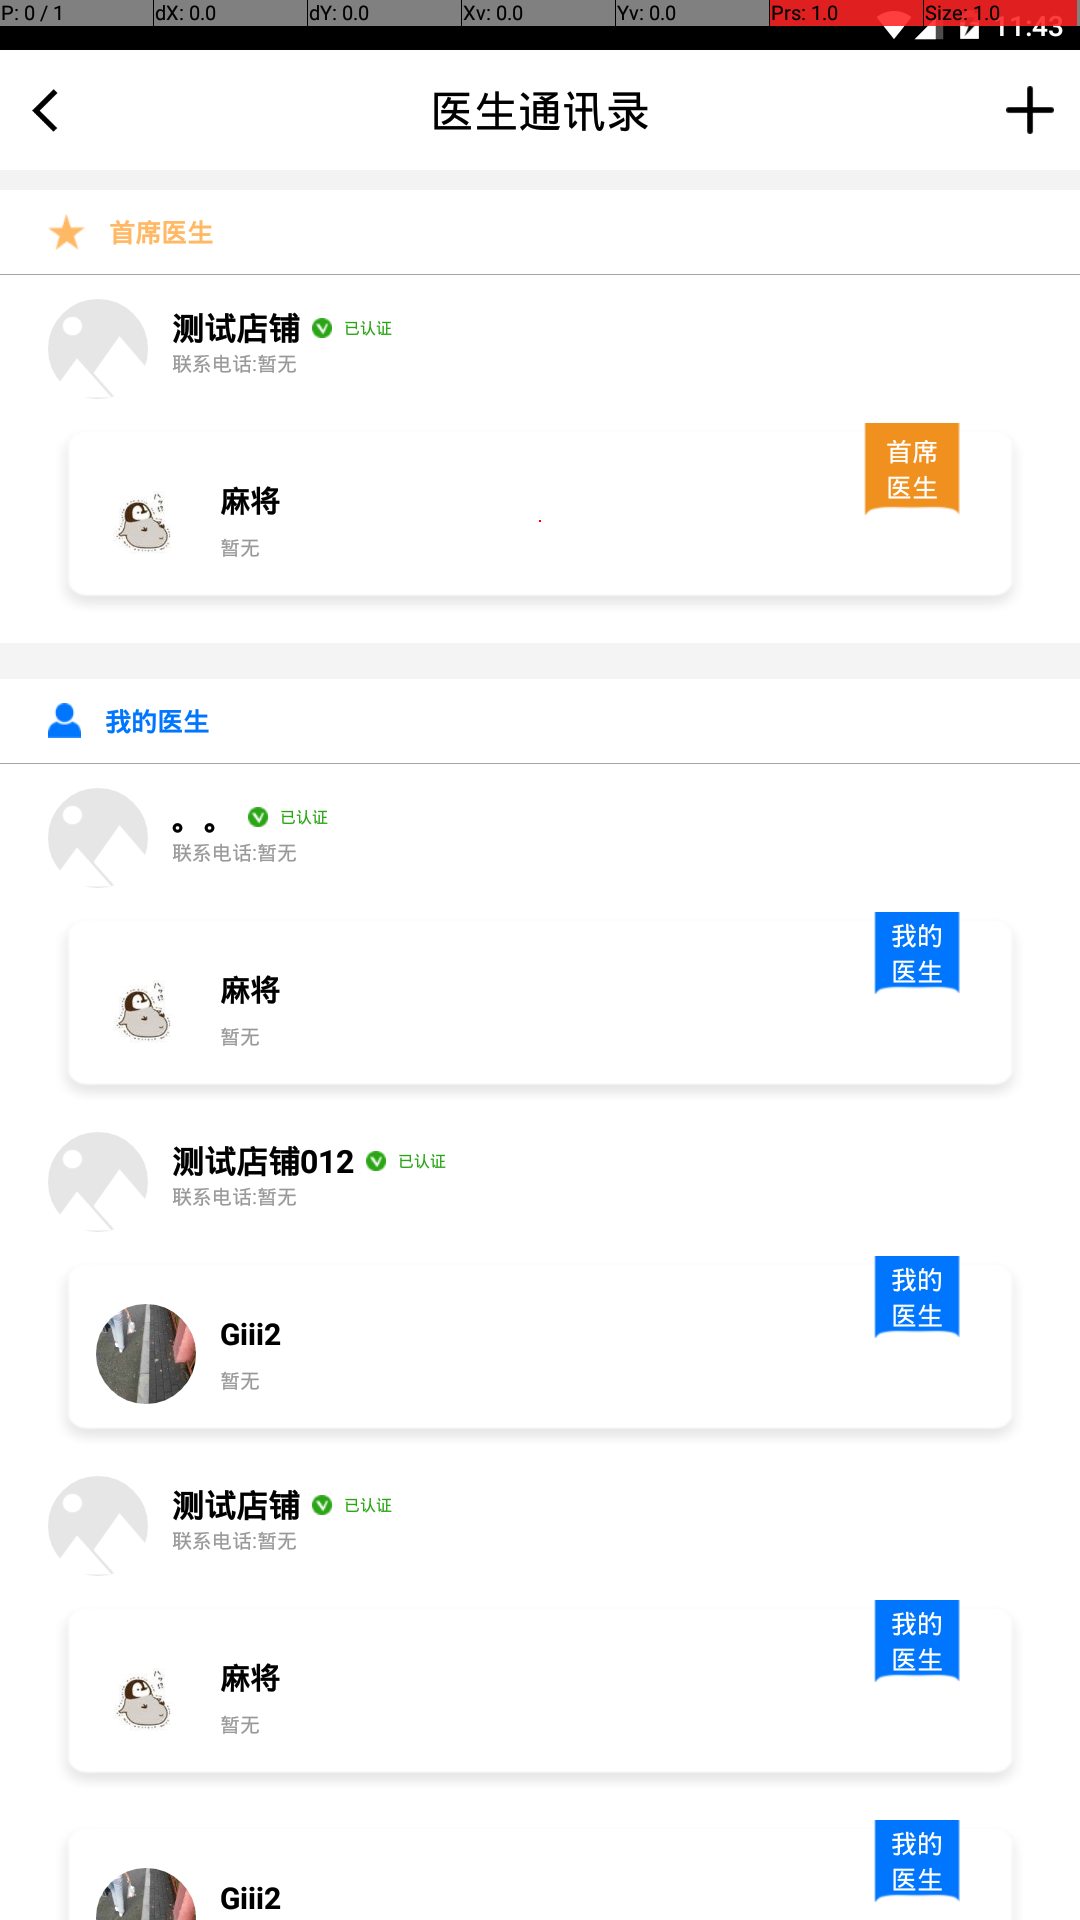 P: 0 / 1 dX: 0.0 dY: 0.0 Xv: 0.0 Yv: 0.0 Prs: 1.0 Size: 1.0
11:43
医生通讯录
首席医生
测试店铺 已认证
联系电话:暂无
首席
医生
麻将
暂无
我的医生
。。 已认证
联系电话:暂无
我的
医生
麻将
暂无
测试店铺012 已认证
联系电话:暂无
我的
医生
Giii2
暂无
测试店铺 已认证
联系电话:暂无
我的
医生
麻将
暂无
我的
医生
Giii2